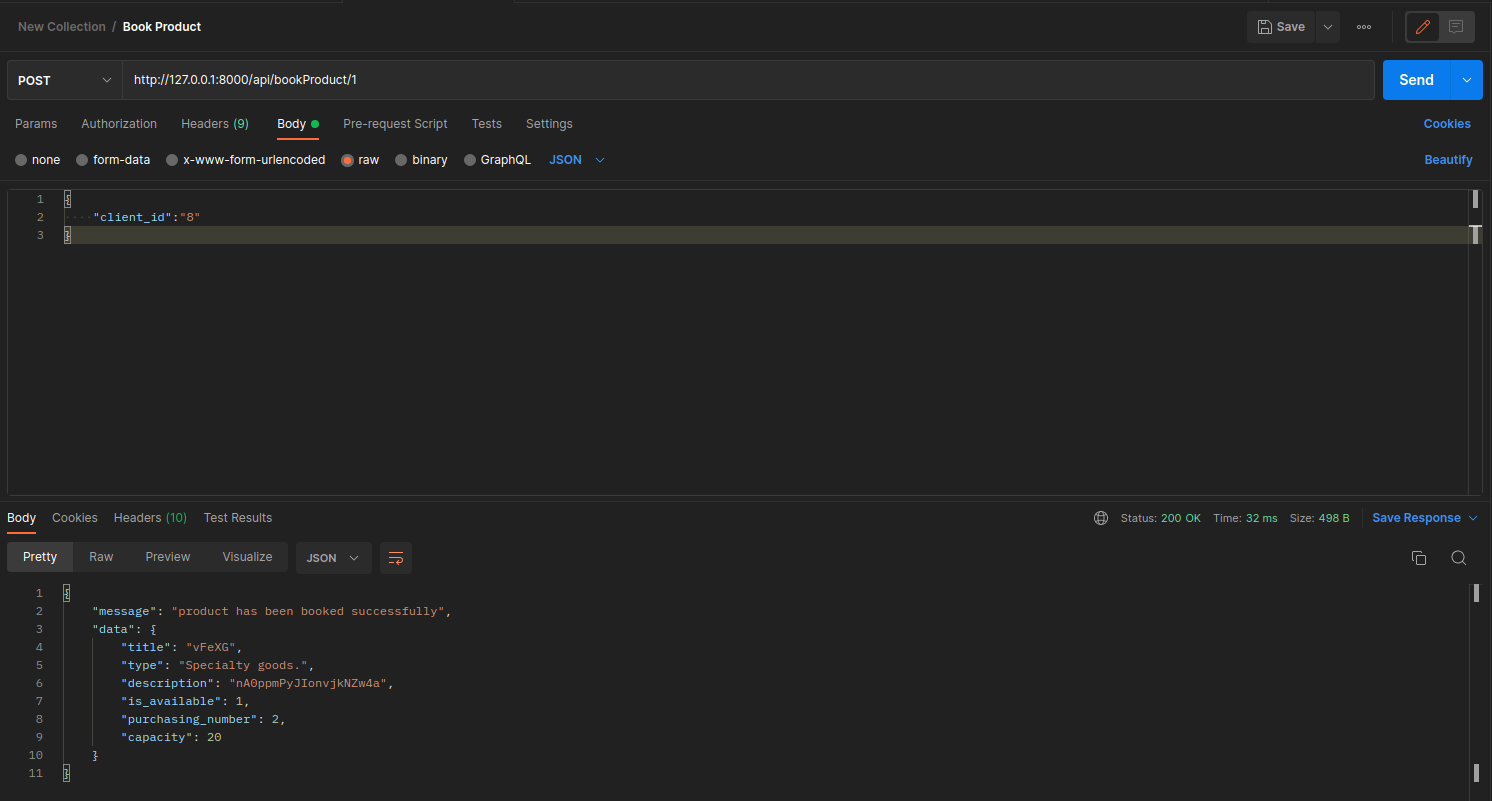 New Collection / Book Product
Save
POST http://127.0.0.1:8000/api/bookProduct/1 Send
Params Authorization Headers (9) Body Pre-request Script Tests Settings Cookies
none form-data x-www-form-urlencoded raw binary GraphQL JSON Beautify
1 {
2 "client_id":"8"
3 }
Body Cookies Headers (10) Test Results Status: 200 OK Time: 32 ms Size: 498 B Save Response
Pretty Raw Preview Visualize JSON
1 {
2 "message": "product has been booked successfully",
3 "data": {
4 "title": "vFeXG",
5 "type": "Specialty goods.",
6 "description": "nA0ppmPyJIonvjkNZw4a",
7 "is_available": 1,
8 "purchasing_number": 2,
9 "capacity": 20
10 }
11 }